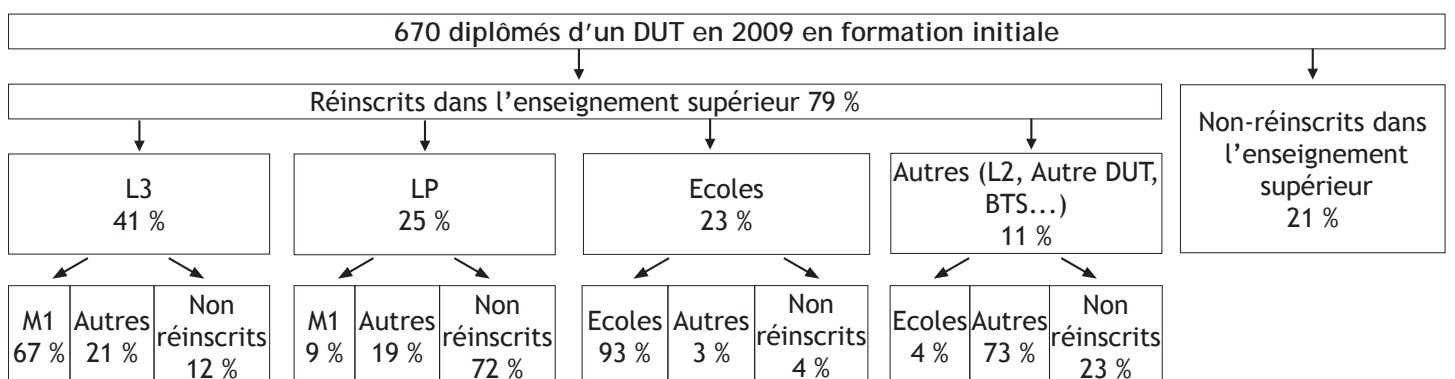 670 diplômés d’un DUT en 2009 en formation initiale
Réinscrits dans l’enseignement supérieur 79 %
Non-réinscrits dans
l’enseignement
supérieur
21 %
L3
41 %
LP
25 %
Ecoles
23 %
Autres (L2, Autre DUT,
BTS...)
11 %
M1
67 %
Autres
21 %
Non
réinscrits
12 %
M1
9 %
Autres
19 %
Non
réinscrits
72 %
Ecoles
93 %
Autres
3 %
Non
réinscrits
4 %
Ecoles
4 %
Autres
73 %
Non
réinscrits
23 %